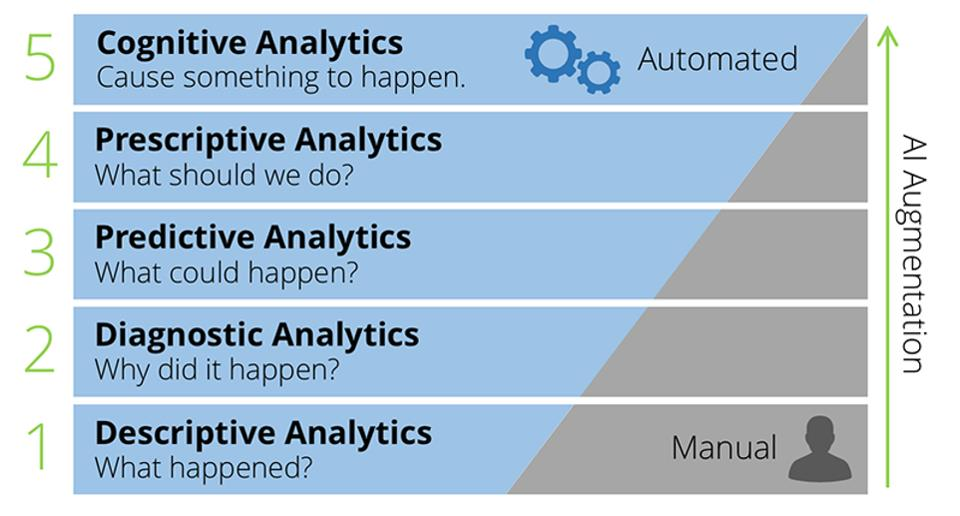 5
Cognitive Analytics
Cause something to happen.
Automated
4
Prescriptive Analytics
What should we do?
3
Predictive Analytics
What could happen?
2
Diagnostic Analytics
Why did it happen?
1
Descriptive Analytics
What happened?
Manual
AI Augmentation